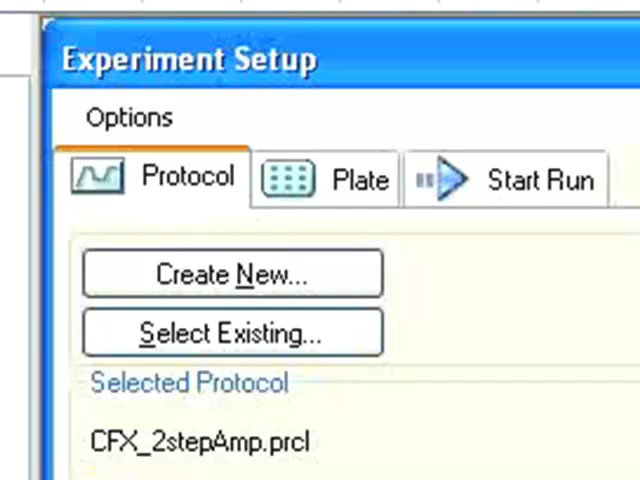 Experiment Setup
Options
Protocol Plate Start Run
Create New...
Select Existing...
Selected Protocol
CFX_2stepAmp.prcl